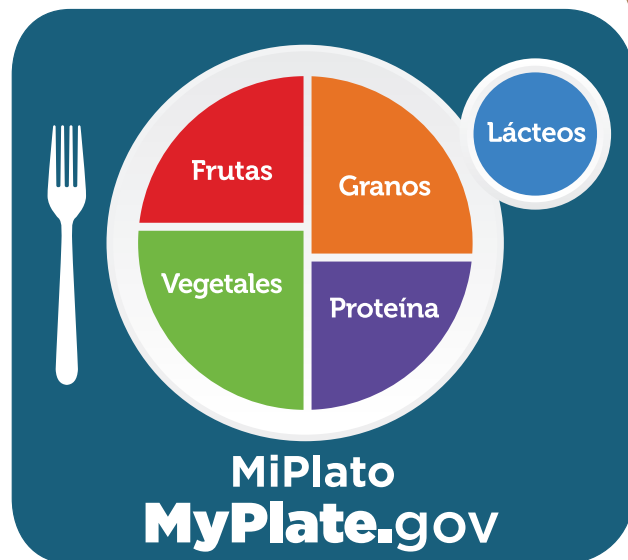 Frutas
Granos
Lácteos
Vegetales
Proteína
MiPlato
MyPlate.gov